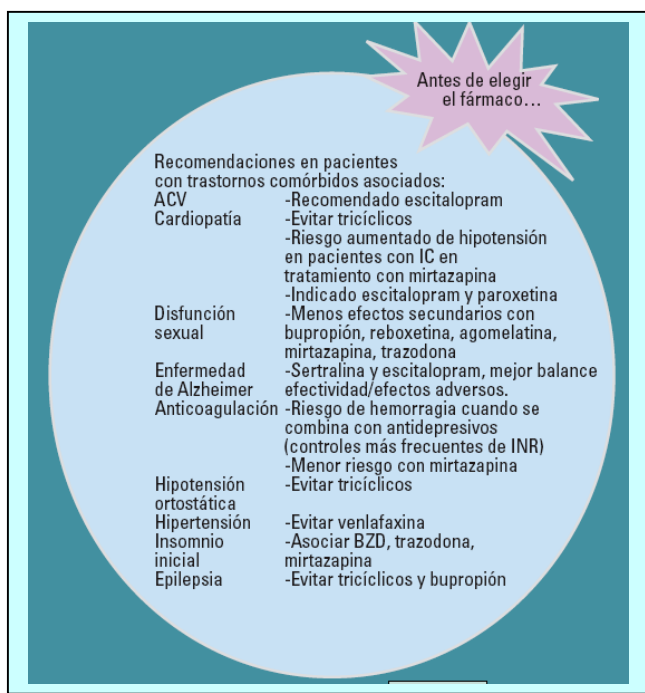 Antes de elegir
el fármaco…
Recomendaciones en pacientes
con trastornos comórbidos asociados:
ACV -Recomendado escitalopram
Cardiopatía -Evitar tricíclicos
-Riesgo aumentado de hipotensión
en pacientes con IC en
tratamiento con mirtazapina
-Indicado escitalopram y paroxetina
Disfunción -Menos efectos secundarios con
sexual bupropión, reboxetina, agomelatina,
mirtazapina, trazodona
Enfermedad -Sertralina y escitalopram, mejor balance
de Alzheimer efectividad/efectos adversos.
Anticoagulación -Riesgo de hemorragia cuando se
combina con antidepresivos
(controles más frecuentes de INR)
-Menor riesgo con mirtazapina
Hipotensión -Evitar tricíclicos
ortostática
Hipertensión -Evitar venlafaxina
Insomnio -Asociar BZD, trazodona,
inicial mirtazapina
Epilepsia -Evitar tricíclicos y bupropión